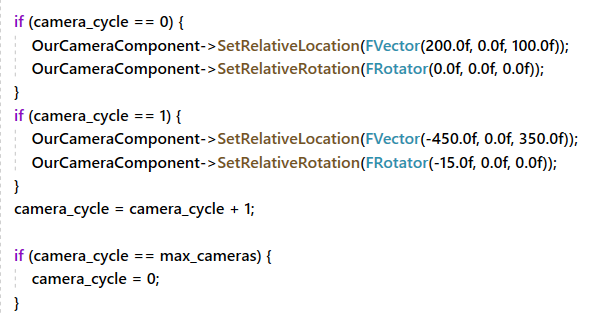 if (camera_cycle == 0) {
OurCameraComponent->SetRelativeLocation(FVector(200.0f, 0.0f, 100.0f));
OurCameraComponent->SetRelativeRotation(FRotator(0.0f, 0.0f, 0.0f));
}
if (camera_cycle == 1) {
OurCameraComponent->SetRelativeLocation(FVector(-450.0f, 0.0f, 350.0f));
OurCameraComponent->SetRelativeRotation(FRotator(-15.0f, 0.0f, 0.0f));
}
camera_cycle = camera_cycle + 1;
if (camera_cycle == max_cameras) {
camera_cycle = 0;
}